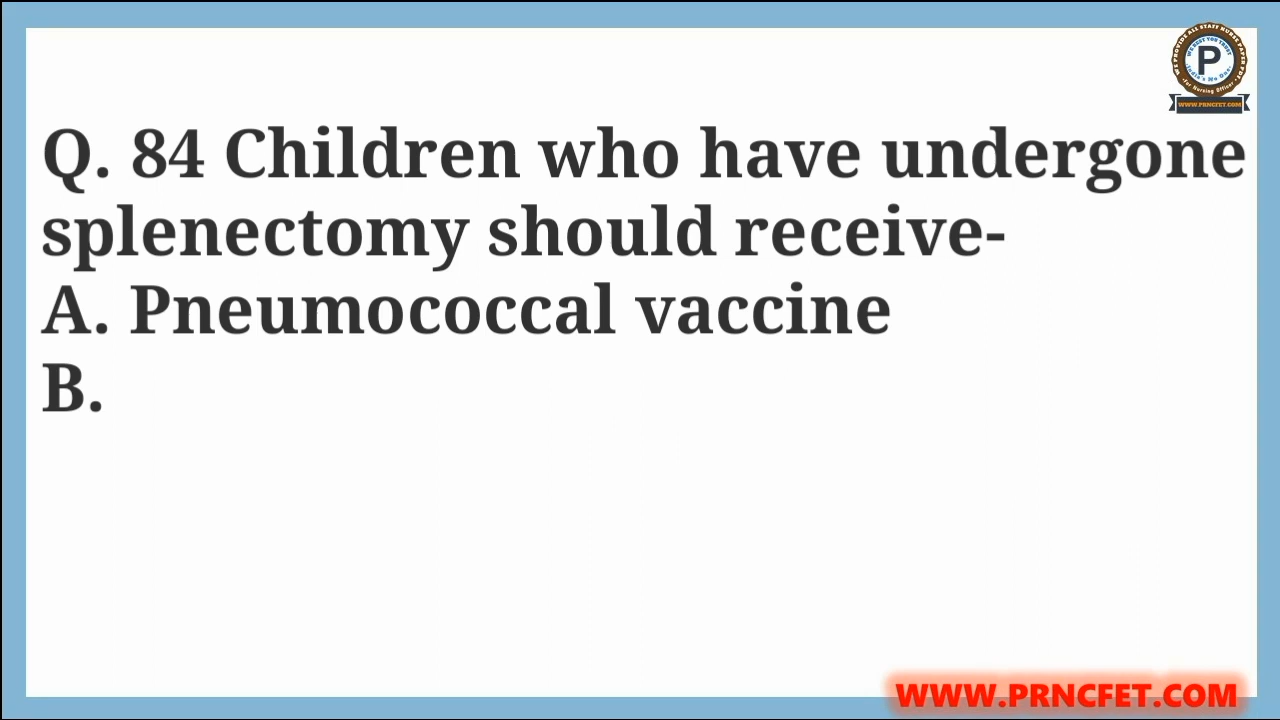 Q. 84 Children who have undergone
splenectomy should receive-
A. Pneumococcal vaccine
B.
P
WWW.PRNCFET.COM
WWW.PRNCFET.COM